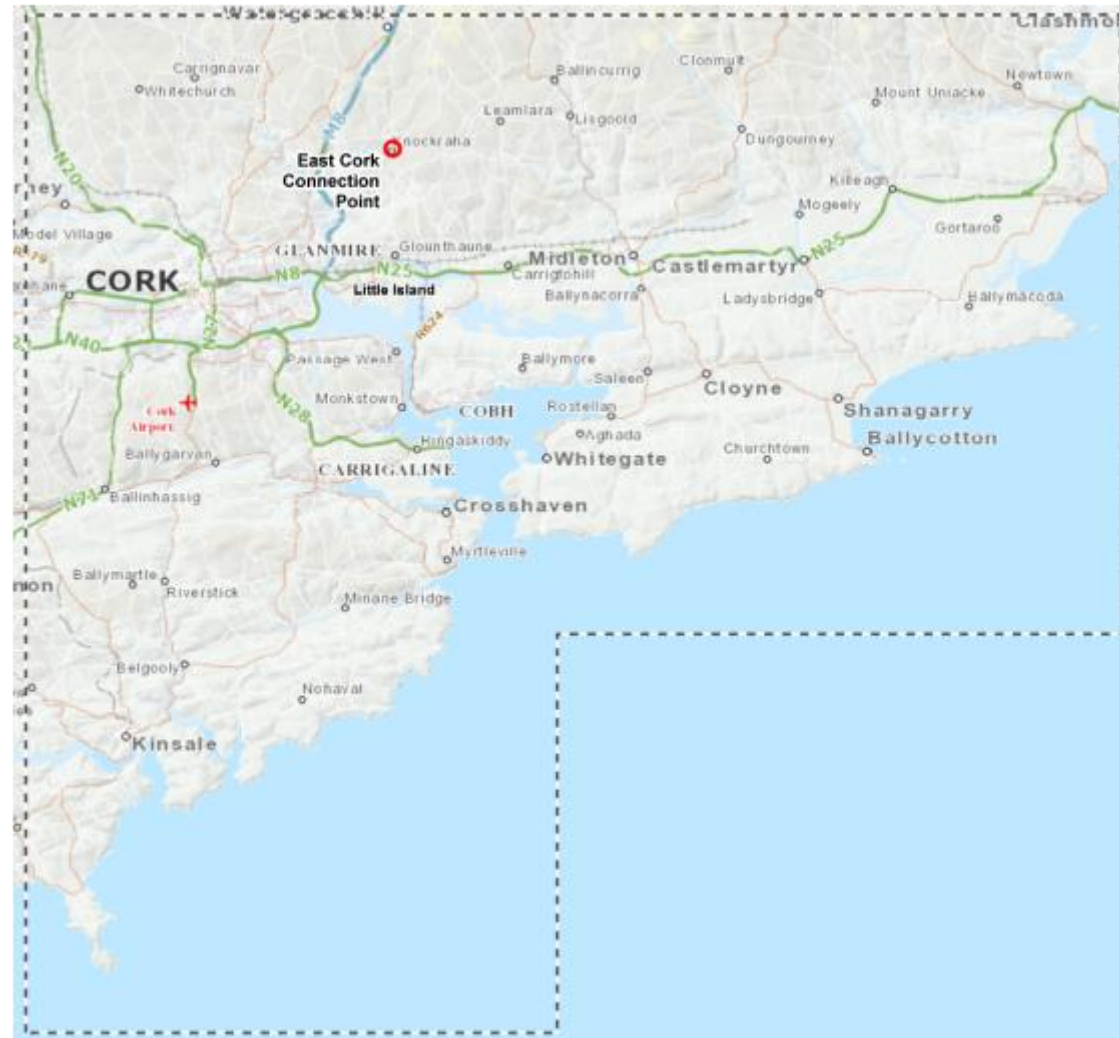 Carrignavar
Whitechurch
Ballincurrig
Clonmult
Newtown
Mount Uniacke
Leamlara
Lisgoold
Dungourney
M8
N20
East Cork
Connection
Point
Killeagh
Mogeely
Gortaroo
Model Village
GLANMIRE
Glounthaune
N8
N25
Carrigtohill
Midleton
Castlemartyr
N25
CORK
Little Island
Ballynacorra
Ladysbridge
Ballymacoda
R624
N40
N27
Passage West
Ballymore
Saleen
Cloyne
Cork
Airport
N28
Monkstown
COBH
Rostellan
Shanagarry
Aghada
Ballycotton
Ringaskiddy
Ballygarvan
CARRIGALINE
Whitegate
Churchtown
N71
Ballinhassig
Crosshaven
Myrtleville
Ballymartle
Riverstick
Minane Bridge
Belgooly
Nohaval
Kinsale